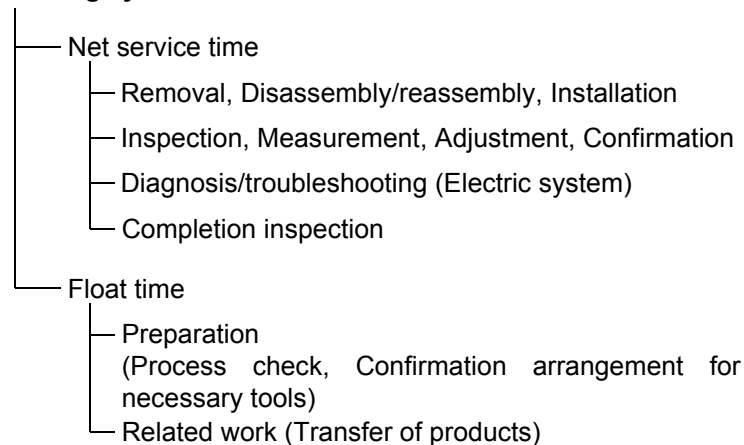 Net service time
Removal, Disassembly/reassembly, Installation
Inspection, Measurement, Adjustment, Confirmation
Diagnosis/troubleshooting (Electric system)
Completion inspection
Float time
Preparation
(Process check, Confirmation arrangement for
necessary tools)
Related work (Transfer of products)